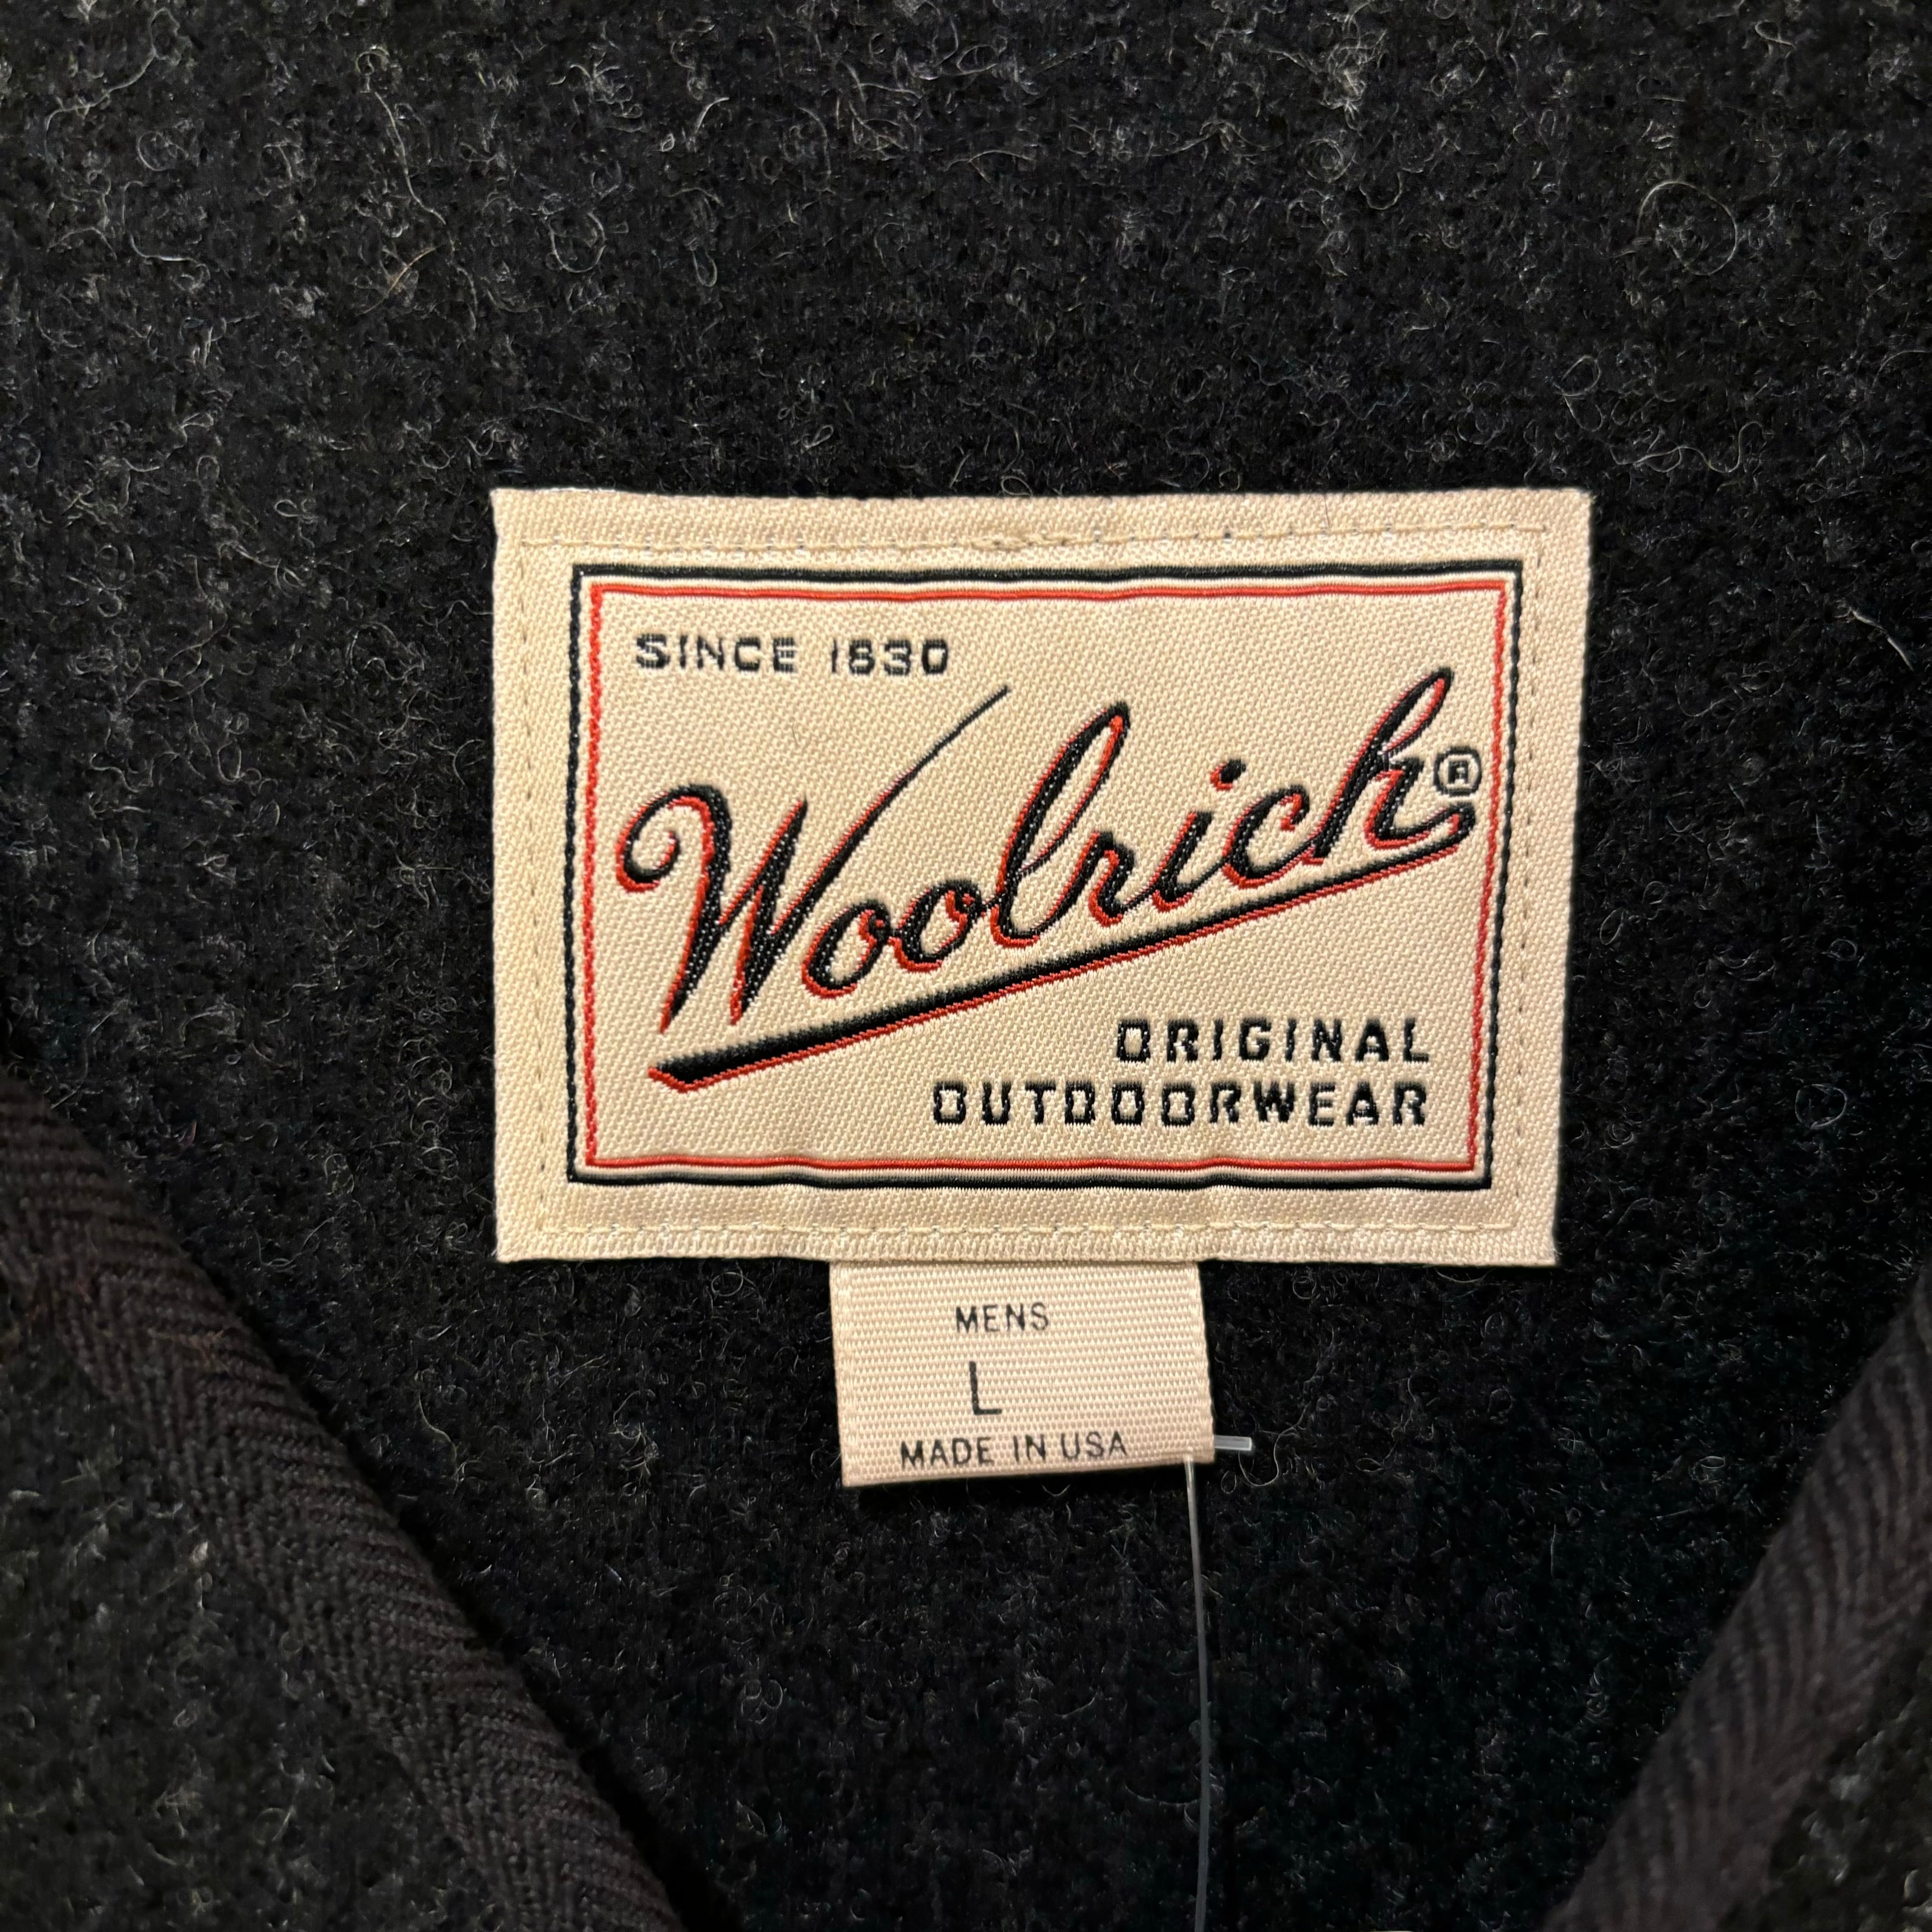 SINCE 1830
Woolrich®
ORIGINAL
OUTDOORWEAR
MENS
L
MADE IN USA